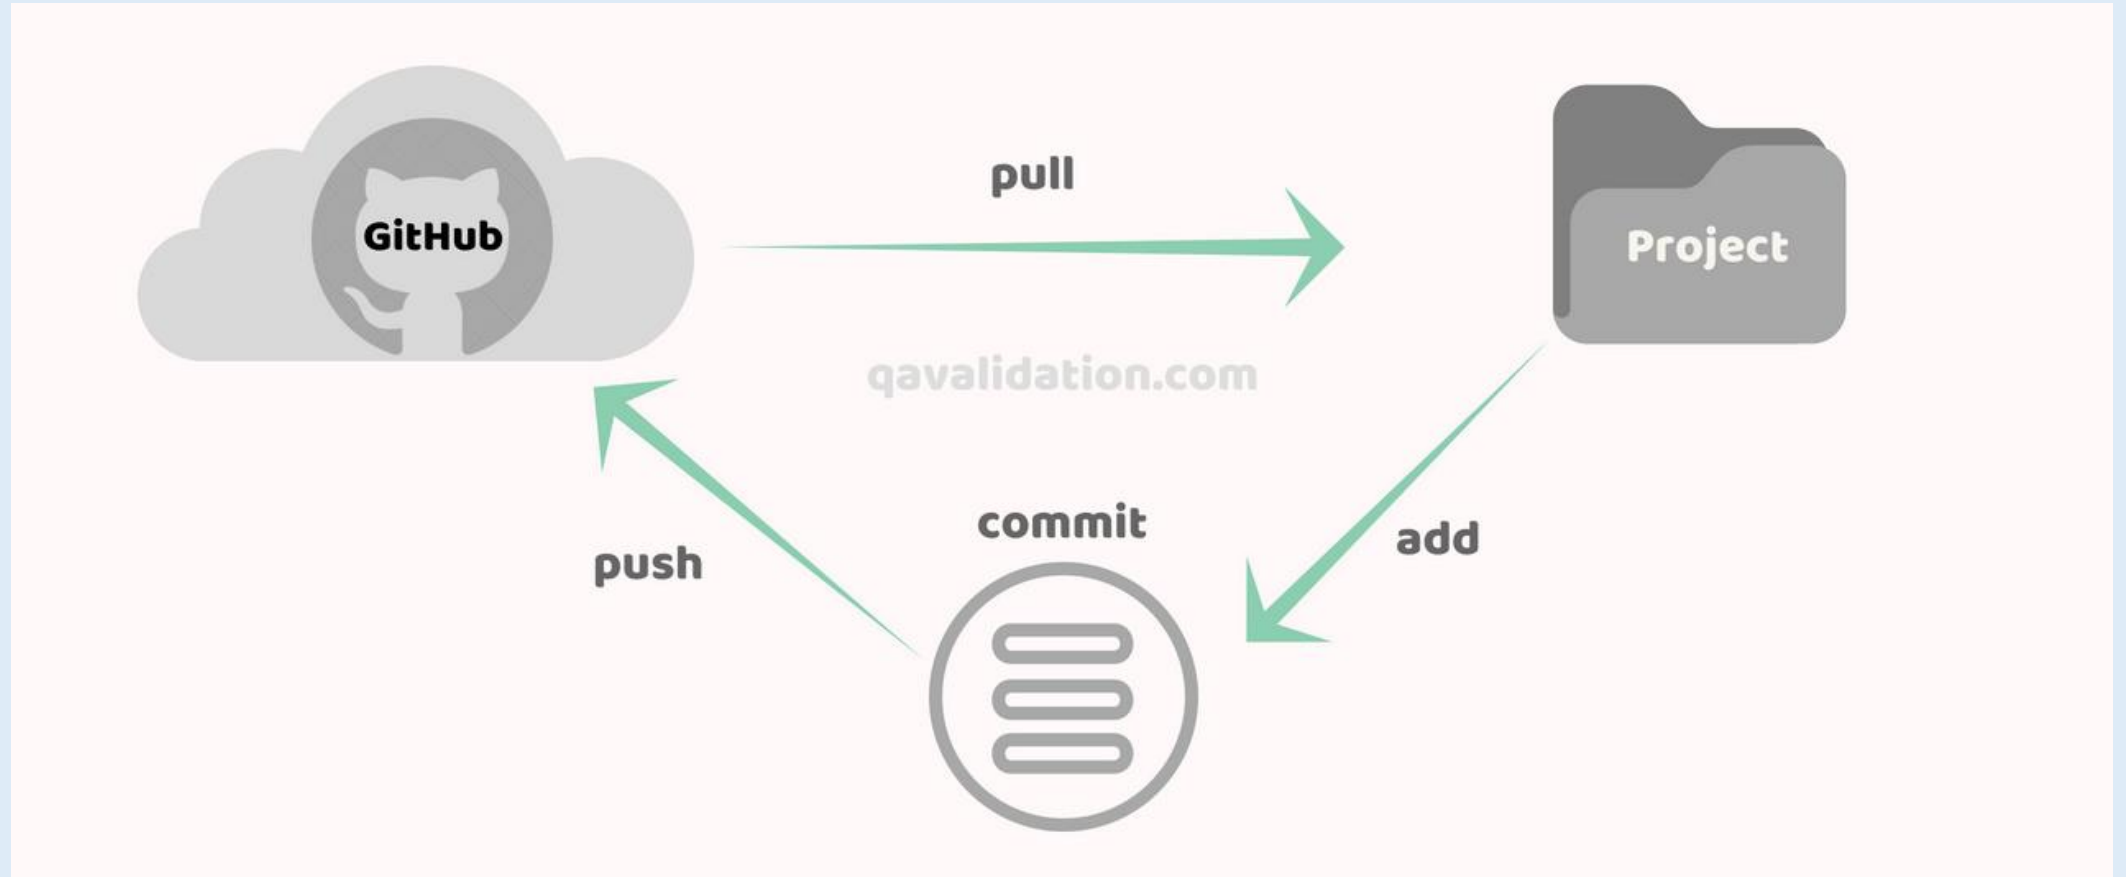 pull
GitHub
Project
qavalidation.com
commit
add
push